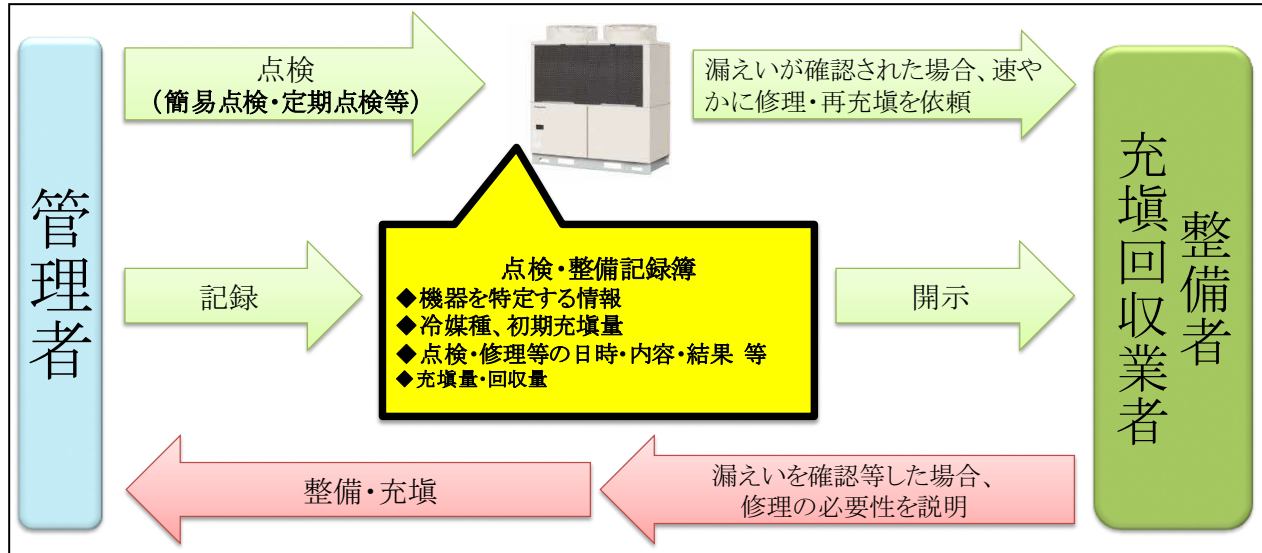 管理者
点検
（簡易点検・定期点検等）
漏えいが確認された場合、速や
かに修理・再充塡を依頼
整備者
充塡回収業者
記録
点検・整備記録簿
◆機器を特定する情報
◆冷媒種、初期充塡量
◆点検・修理等の日時・内容・結果 等
◆充塡量・回収量
開示
整備・充塡
漏えいを確認等した場合、
修理の必要性を説明